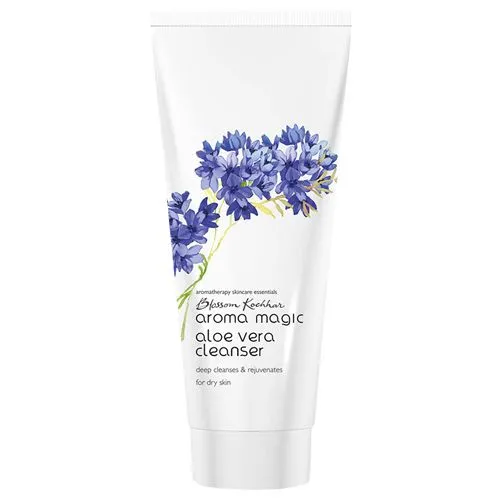 aromatherapy skincare essentials
Blossom Kochhar
aroma magic
aloe vera
cleanser
deep cleanses & rejuvenates
for dry skin